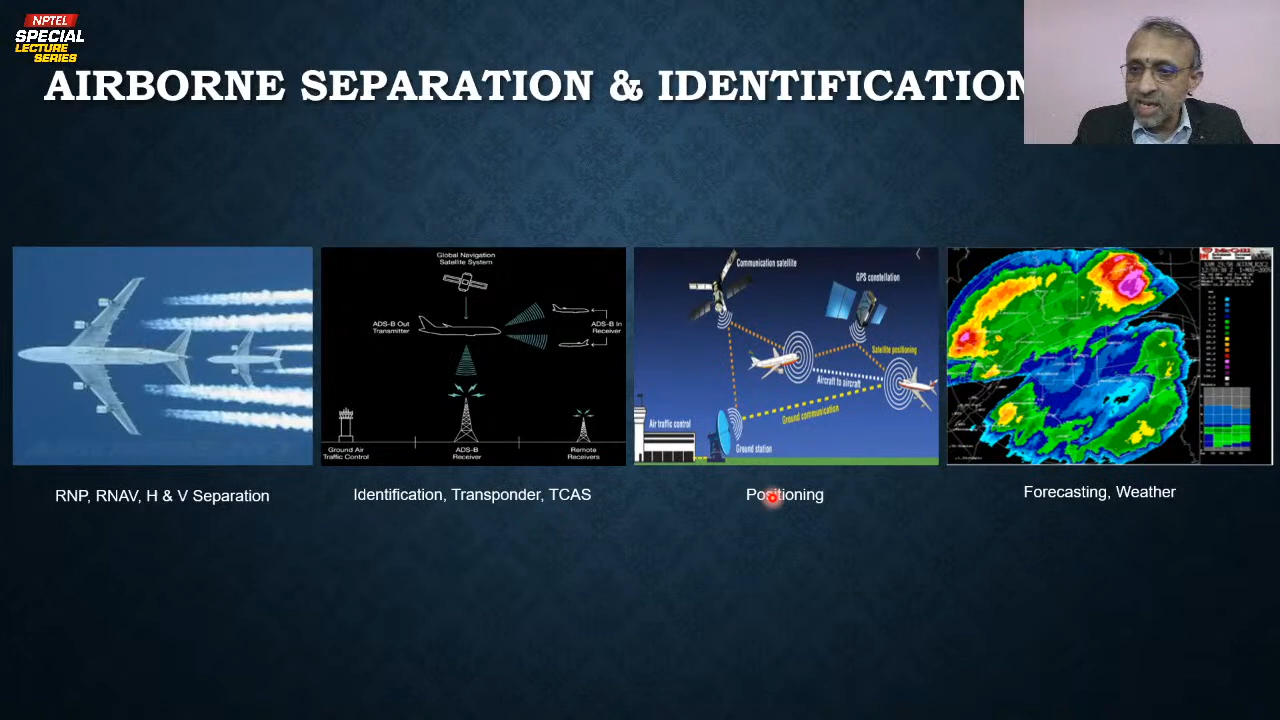 NPTEL
SPECIAL
LECTURE
SERIES
AIRBORNE SEPARATION & IDENTIFICATION
Global Navigation
Satellite System
ADS-B Out
Transmitter
ADS-B In
Receiver
Ground Air
Traffic Control
ADS-B
Receiver
Remote
Receivers
Communication satellite
GPS constellation
Satellite positioning
Aircraft to aircraft
Ground communication
Air traffic control
Ground station
McGill
RNP, RNAV, H & V Separation
Identification, Transponder, TCAS
Positioning
Forecasting, Weather